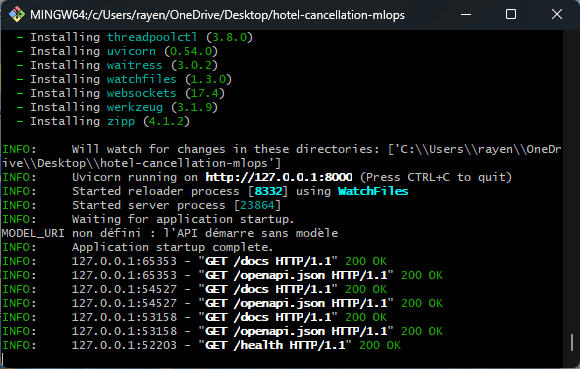 MINGW64:/c/Users/rayen/OneDrive/Desktop/hotel-cancellation-mlops
- Installing threadpoolctl (3.8.0)
- Installing uvicorn (0.54.0)
- Installing waitress (3.0.2)
- Installing watchfiles (1.3.0)
- Installing websockets (17.4)
- Installing werkzeug (3.1.9)
- Installing zipp (4.1.2)
INFO:     Will watch for changes in these directories: ['C:\\Users\\rayen\\OneDr
ive\\Desktop\\hotel-cancellation-mlops']
INFO:     Uvicorn running on http://127.0.0.1:8000 (Press CTRL+C to quit)
INFO:     Started reloader process [8332] using WatchFiles
INFO:     Started server process [23864]
INFO:     Waiting for application startup.
MODEL_URI non défini : l'API démarre sans modèle
INFO:     Application startup complete.
INFO:     127.0.0.1:65353 - "GET /docs HTTP/1.1" 200 OK
INFO:     127.0.0.1:65353 - "GET /openapi.json HTTP/1.1" 200 OK
INFO:     127.0.0.1:54527 - "GET /docs HTTP/1.1" 200 OK
INFO:     127.0.0.1:54527 - "GET /openapi.json HTTP/1.1" 200 OK
INFO:     127.0.0.1:53158 - "GET /docs HTTP/1.1" 200 OK
INFO:     127.0.0.1:53158 - "GET /openapi.json HTTP/1.1" 200 OK
INFO:     127.0.0.1:52203 - "GET /health HTTP/1.1" 200 OK